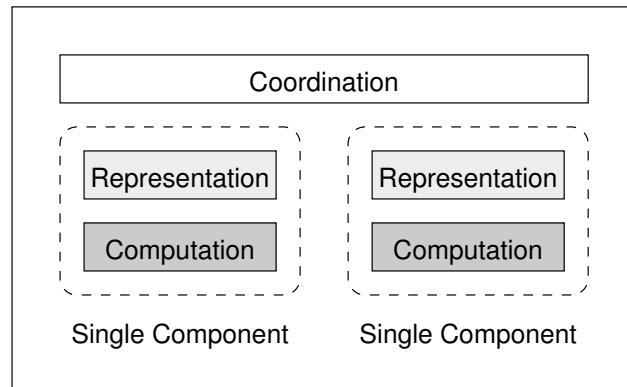 Coordination
Representation
Representation
Computation
Computation
Single Component
Single Component